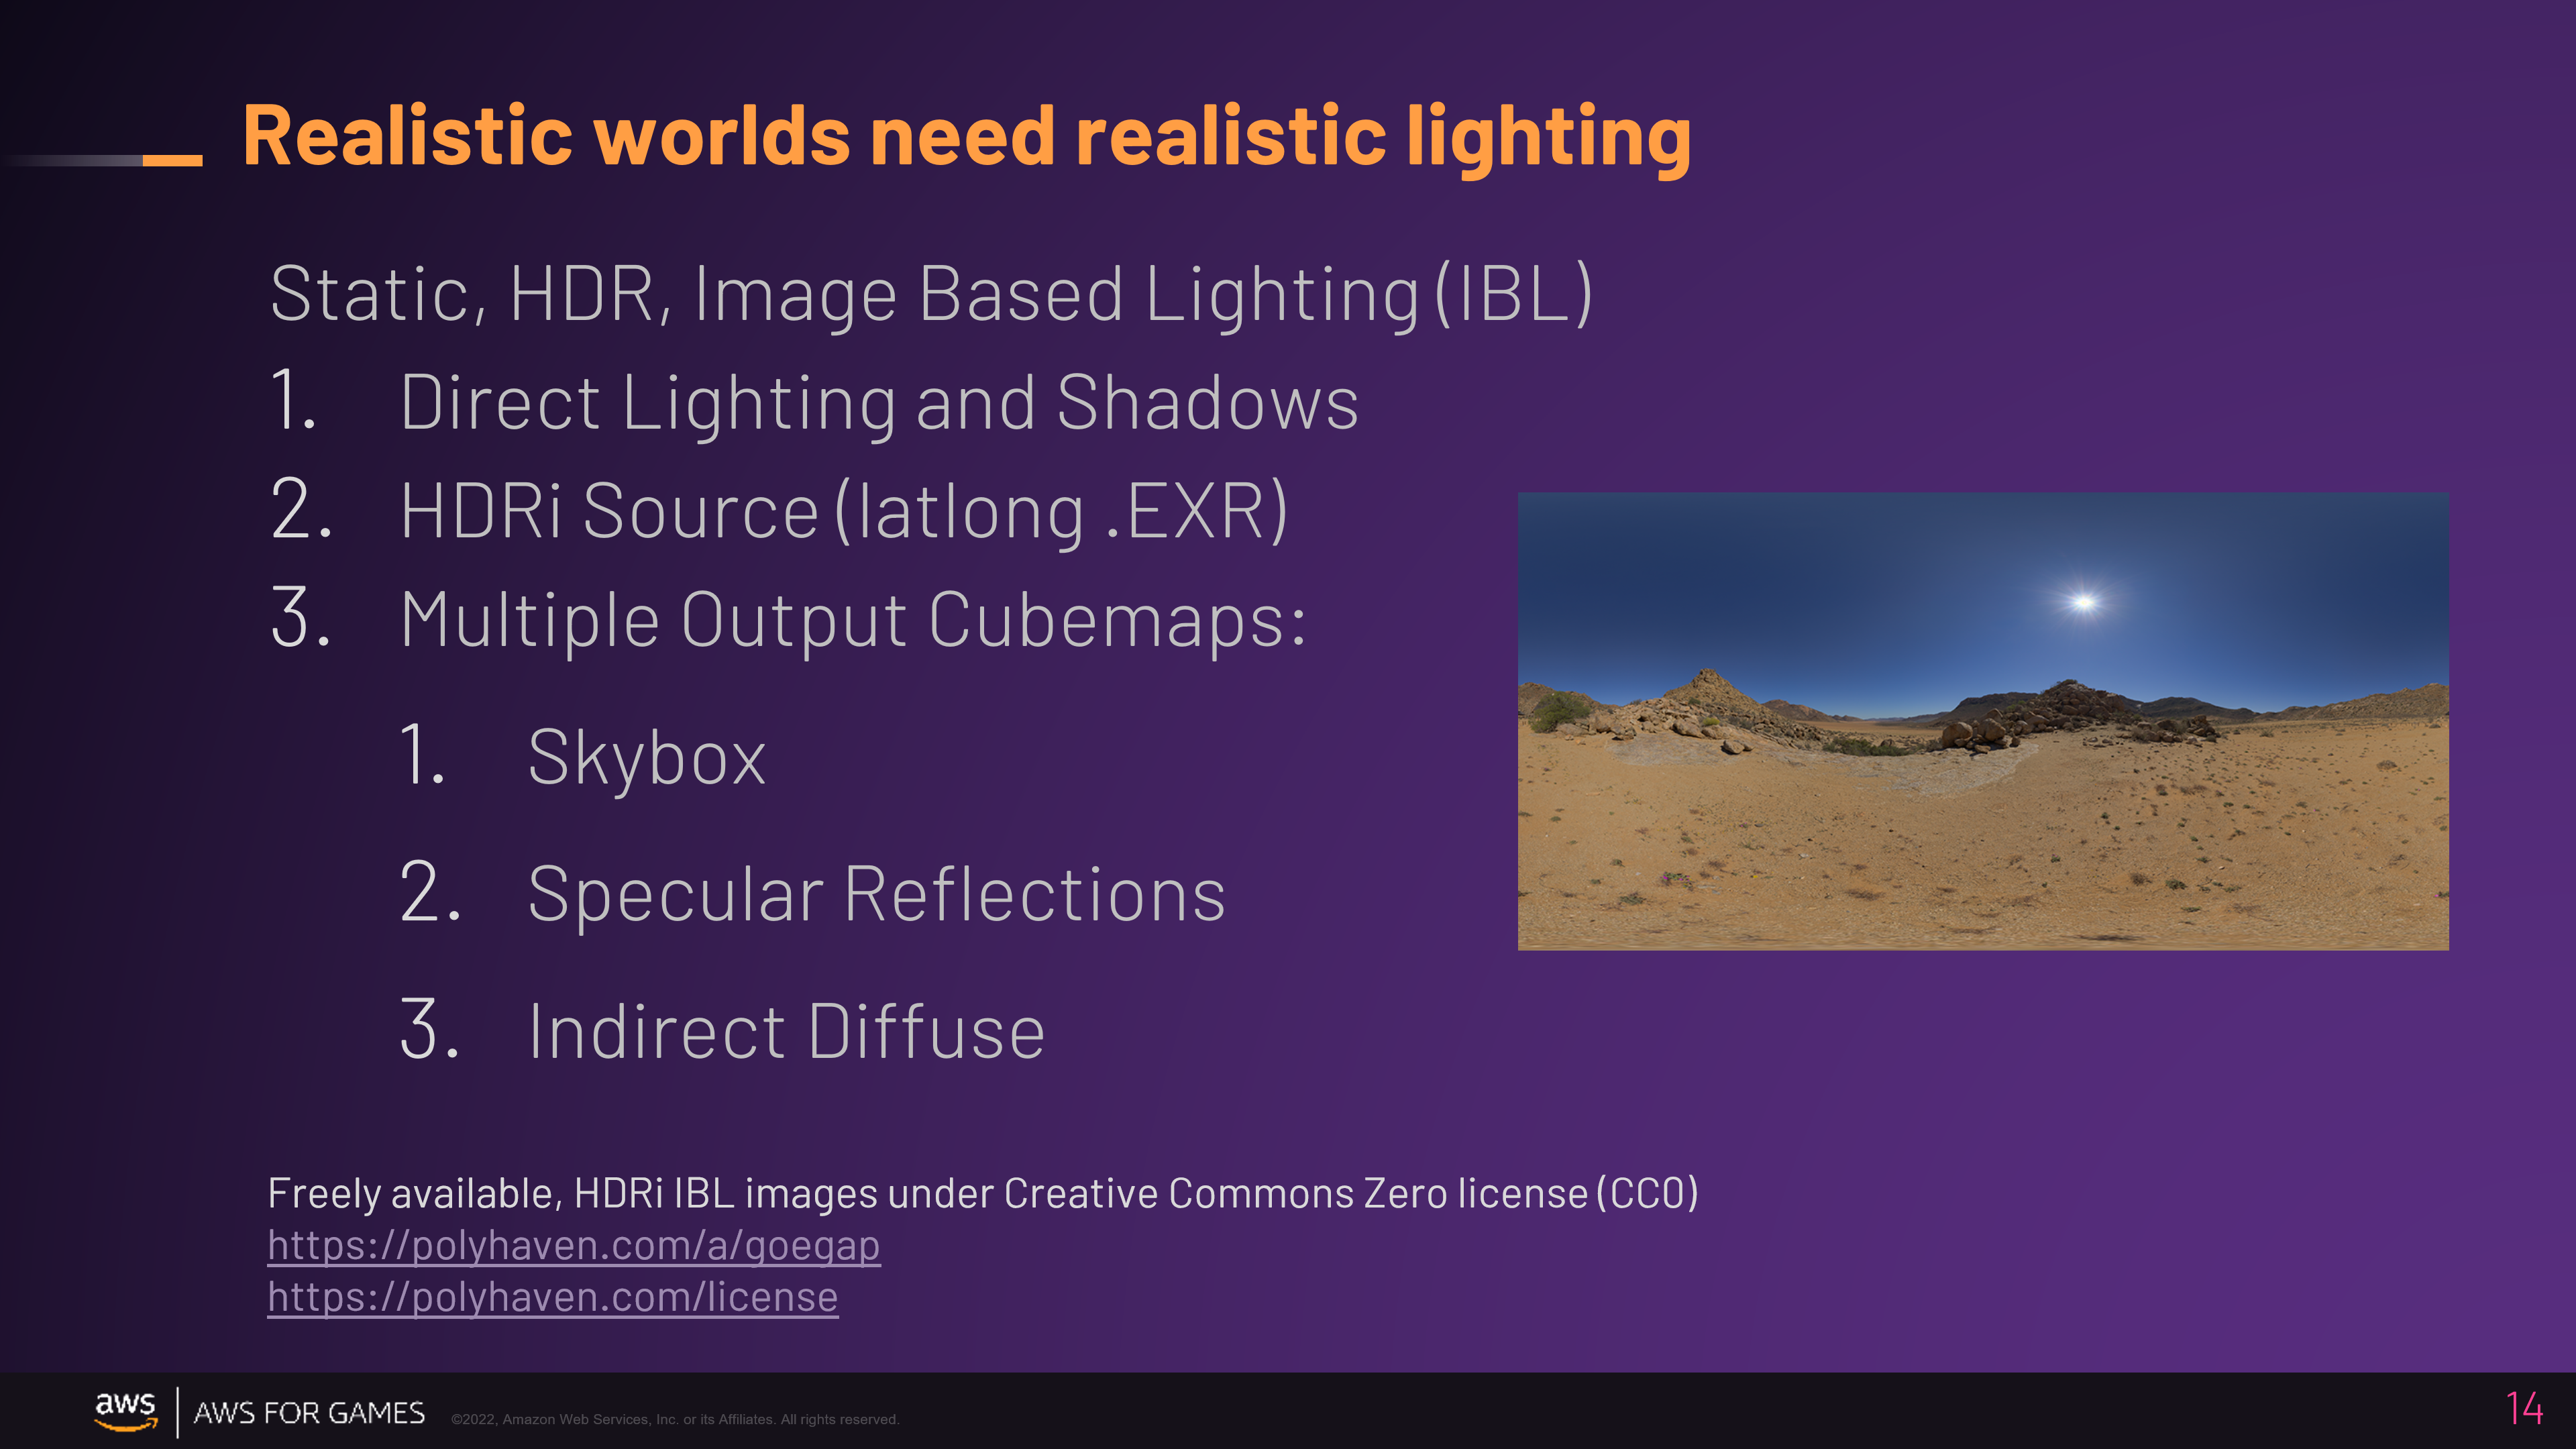 Realistic worlds need realistic lighting
Static, HDR, Image Based Lighting (IBL)
1. Direct Lighting and Shadows
2. HDRi Source (latlong .EXR)
3. Multiple Output Cubemaps:
1. Skybox
2. Specular Reflections
3. Indirect Diffuse
Freely available, HDRi IBL images under Creative Commons Zero license (CC0)
https://polyhaven.com/a/goegap
https://polyhaven.com/license
aws | AWS FOR GAMES ©2022, Amazon Web Services, Inc. or its Affiliates. All rights reserved. 14